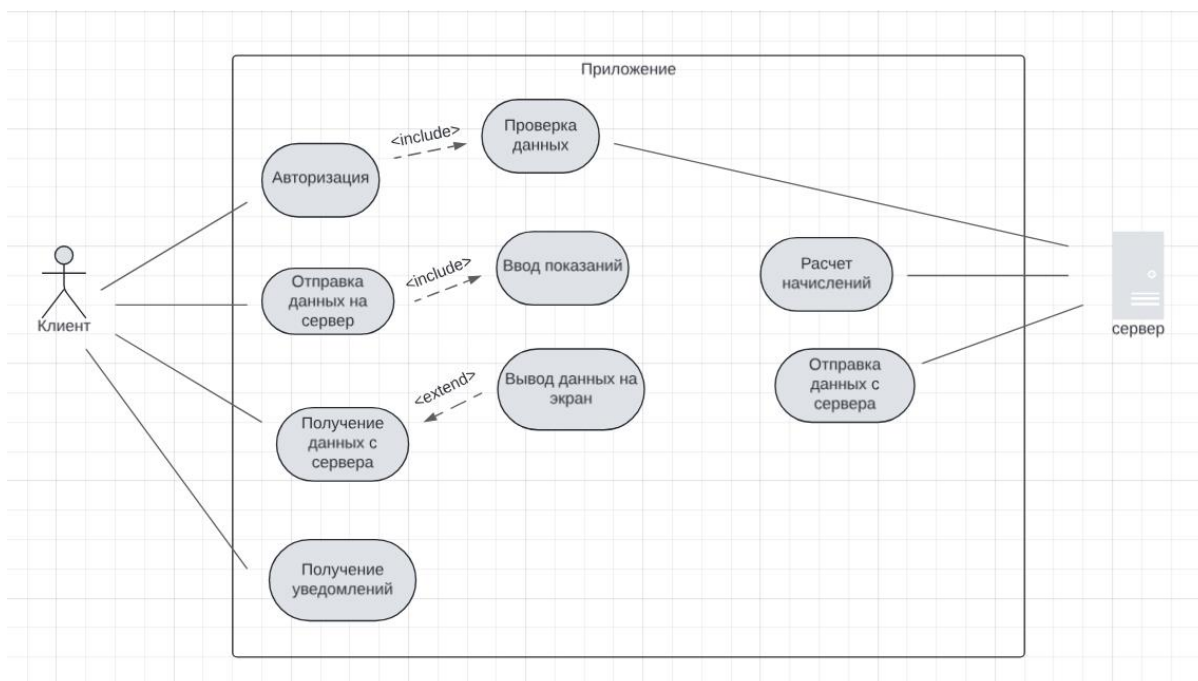 Приложение
<include>
Проверка
данных
Авторизация
Клиент
Отправка
данных на
сервер
<include>
Ввод показаний
Расчет
начислений
сервер
Получение
данных с
сервера
<extend>
Вывод данных на
экран
Отправка
данных с
сервера
Получение
уведомлений